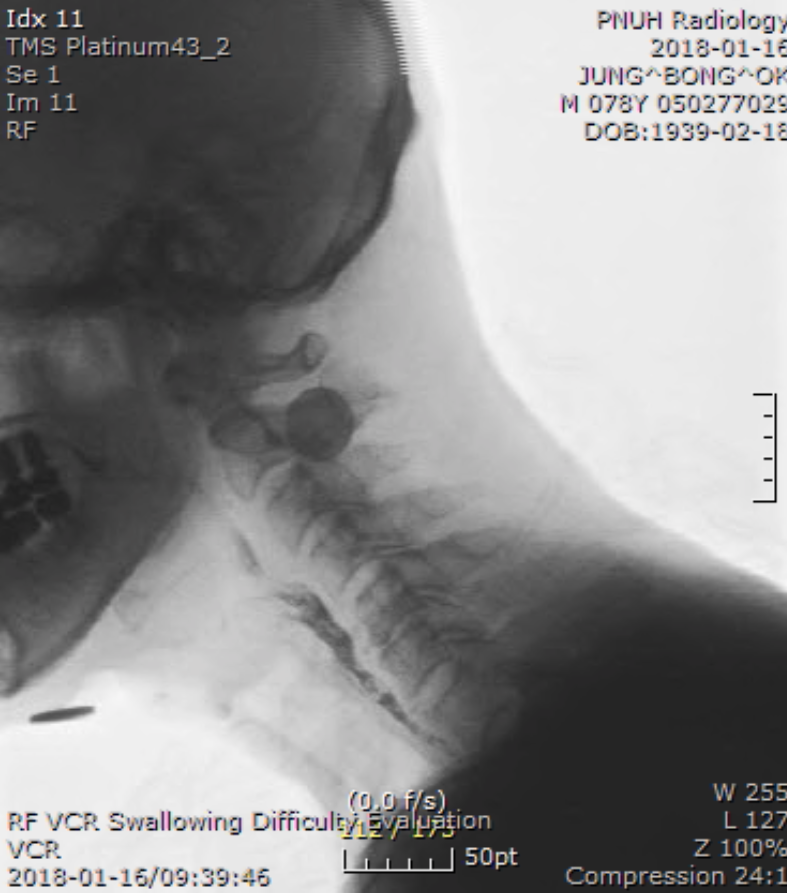 Idx 11
TMS Platinum43_2
Se 1
Im 11
RF
PNUH Radiology
2018-01-16
JUNG^BONG^OK
M 078Y 050277029
DOB:1939-02-18
(0.0 f/s)
RF VCR Swallowing Difficulty Evaluation
VCR
2018-01-16/09:39:46
50pt
W 255
L 127
Z 100%
Compression 24:1